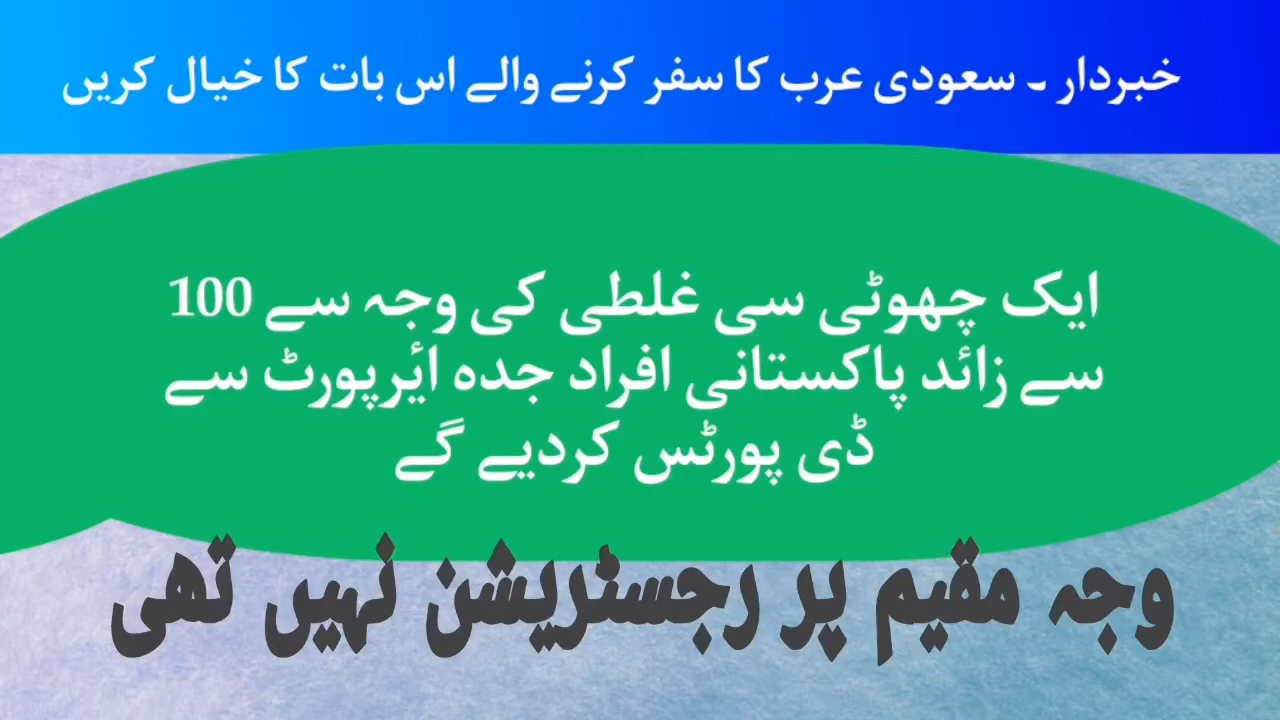 خبردار ۔ سعودی عرب کا سفر کرنے والے اس بات کا خیال کریں
ایک چھوٹی سی غلطی کی وجہ سے 100
سے زائد پاکستانی افراد جدہ ائرپورٹ سے
ڈی پورٹس کردیے گے
وجہ مقیم پر رجسٹریشن نہیں تھی